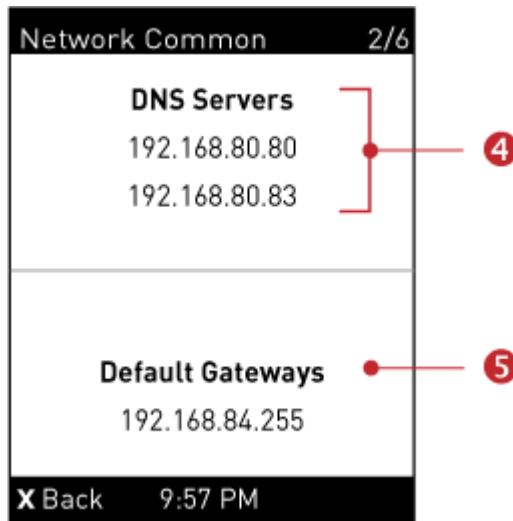 Network Common 2/6
DNS Servers
192.168.80.80
192.168.80.83
4
Default Gateways
5
192.168.84.255
X Back 9:57 PM